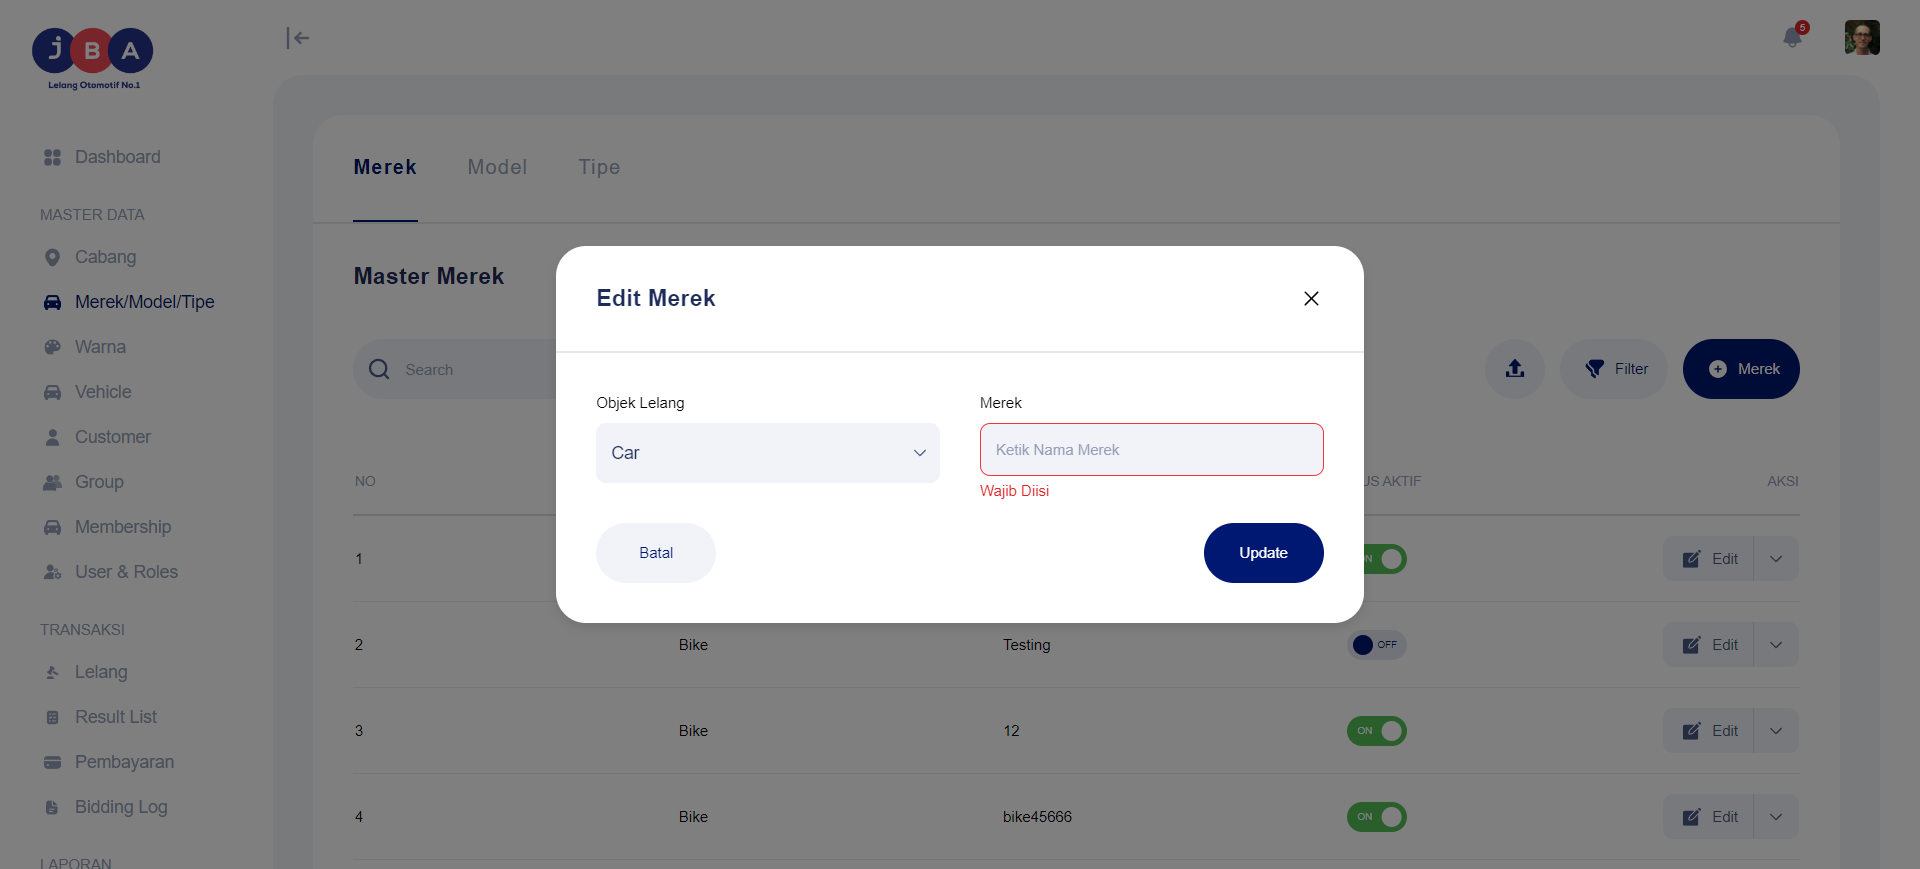 JBA
Lelang Otomotif No.1
5
Dashboard
MASTER DATA
Cabang
Merek/Model/Tipe
Warna
Vehicle
Customer
Group
Membership
User & Roles
TRANSAKSI
Lelang
Result List
Pembayaran
Bidding Log
LAPORAN
Merek Model Tipe
Master Merek
Search
Filter
Merek
Edit Merek
Objek Lelang
Car
Merek
Ketik Nama Merek
Wajib Diisi
Batal
Update
NO US AKTIF AKSI
1 N Edit
2 Bike Testing OFF Edit
3 Bike 12 ON Edit
4 Bike bike45666 ON Edit